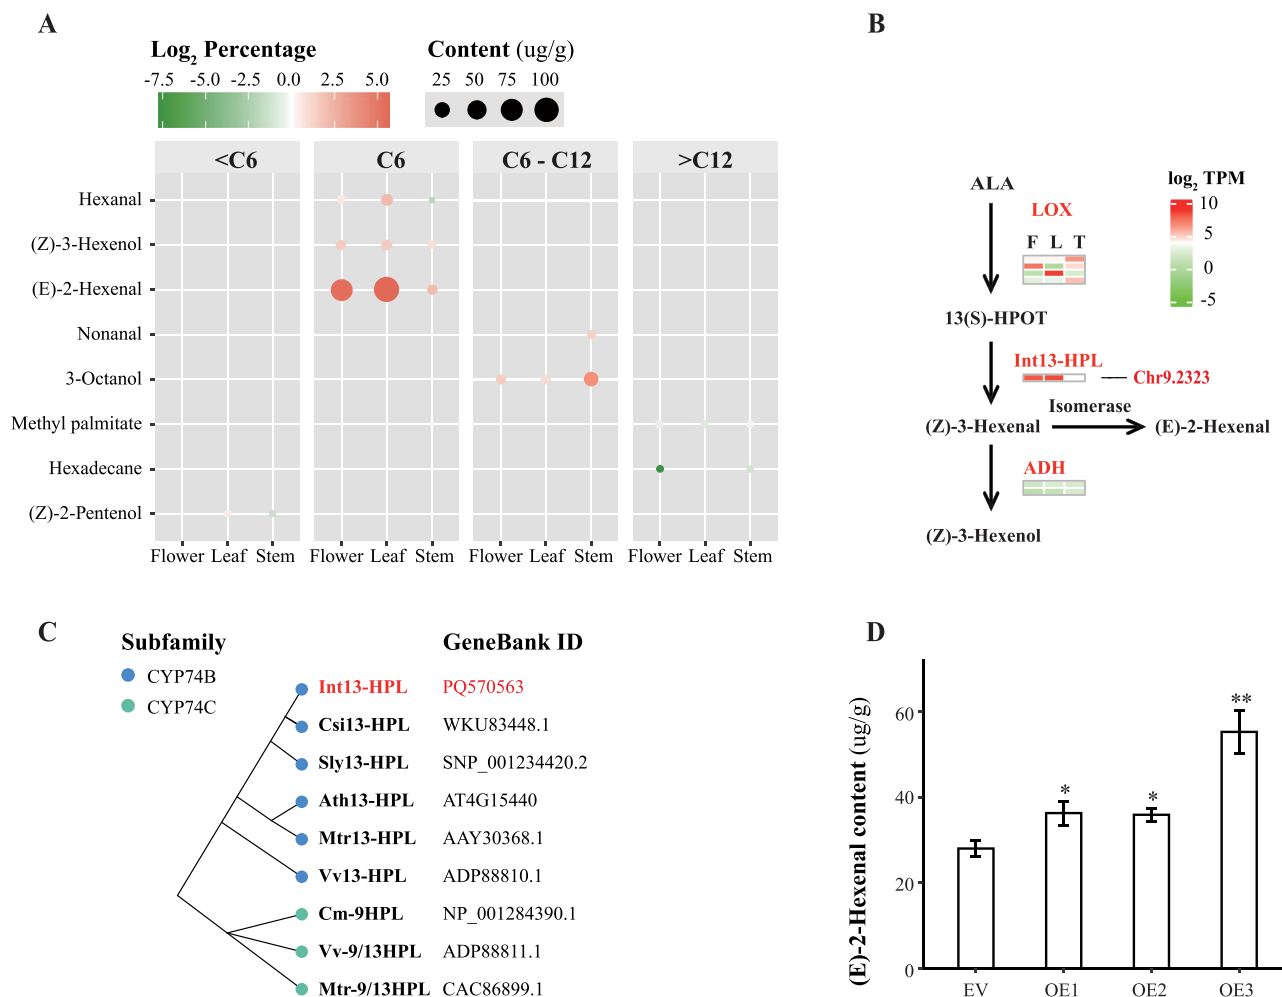 A
Log2 Percentage
-7.5 -5.0 -2.5 0.0 2.5 5.0
Content (ug/g)
25 50 75 100
<C6 C6 C6 - C12 >C12
Hexanal
(Z)-3-Hexenol
(E)-2-Hexenal
Nonanal
3-Octanol
Methyl palmitate
Hexadecane
(Z)-2-Pentenol
Flower Leaf Stem Flower Leaf Stem Flower Leaf Stem Flower Leaf Stem
B
log2 TPM
10
5
0
-5
ALA
LOX
F L T
13(S)-HPOT
Int13-HPL
Chr9.2323
Isomerase
(Z)-3-Hexenal (E)-2-Hexenal
ADH
(Z)-3-Hexenol
C
Subfamily GeneBank ID
CYP74B
CYP74C
Int13-HPL PQ570563
Csi13-HPL WKU83448.1
Sly13-HPL SNP_001234420.2
Ath13-HPL AT4G15440
Mtr13-HPL AAY30368.1
Vv13-HPL ADP88810.1
Cm-9HPL NP_001284390.1
Vv-9/13HPL ADP88811.1
Mtr-9/13HPL CAC86899.1
D
(E)-2-Hexenal content (ug/g)
60
40
20
0
* * **
EV OE1 OE2 OE3